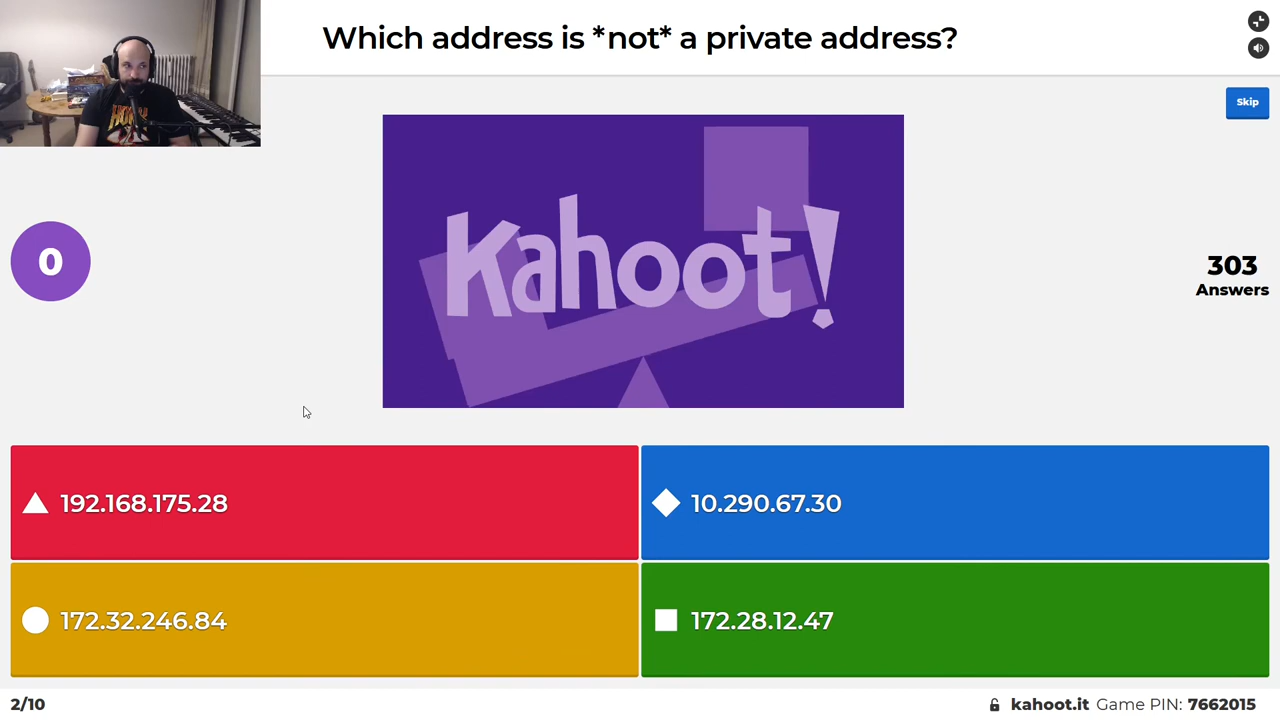 Which address is *not* a private address?
Skip
Kahoot!
0
303
Answers
192.168.175.28
10.290.67.30
172.32.246.84
172.28.12.47
2/10
kahoot.it Game PIN: 7662015